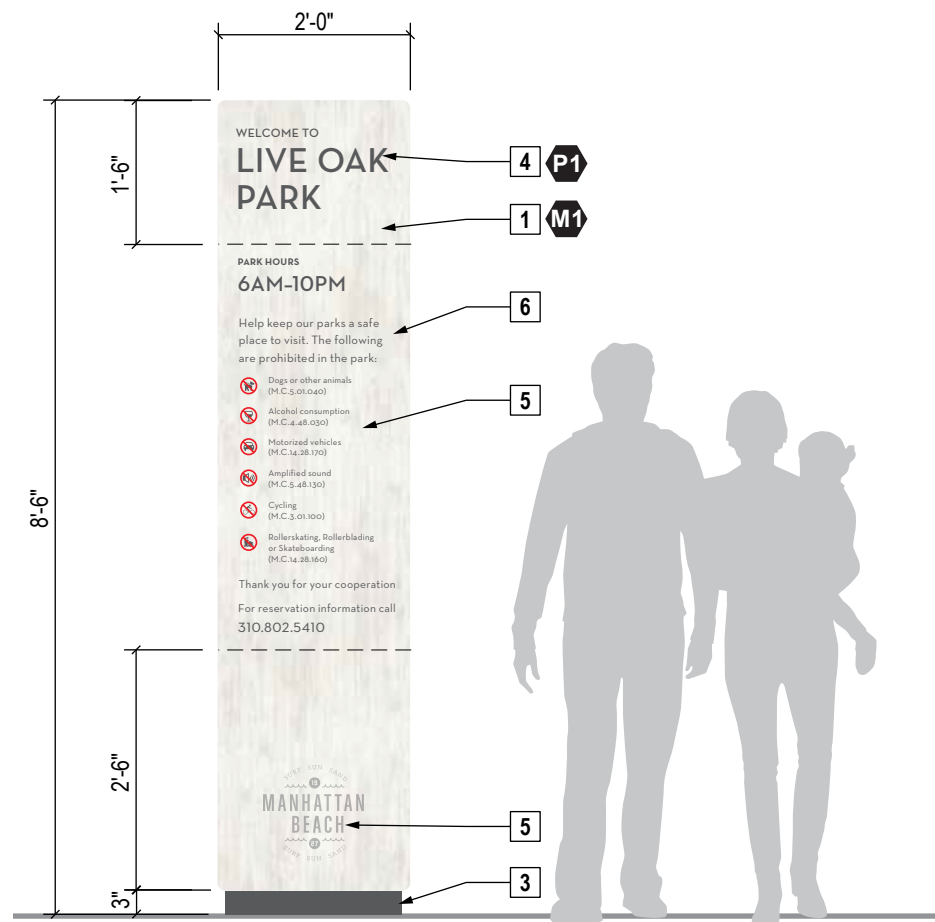 2'-0"
8'-6"
1'-6"
2'-6"
3"
WELCOME TO
LIVE OAK
PARK
4 P1
1 M1
PARK HOURS
6AM–10PM
6
Help keep our parks a safe
place to visit. The following
are prohibited in the park:
Dogs or other animals
(M.C.5.01.040)
5
Alcohol consumption
(M.C.4.48.030)
Motorized vehicles
(M.C.14.28.170)
Amplified sound
(M.C.5.48.130)
Cycling
(M.C.3.01.100)
Rollerskating, Rollerblading
or Skateboarding
(M.C.14.28.160)
Thank you for your cooperation
For reservation information call
310.802.5410
SURF SUN SAND
19
MANHATTAN
BEACH
5
SURF SUN SAND
3